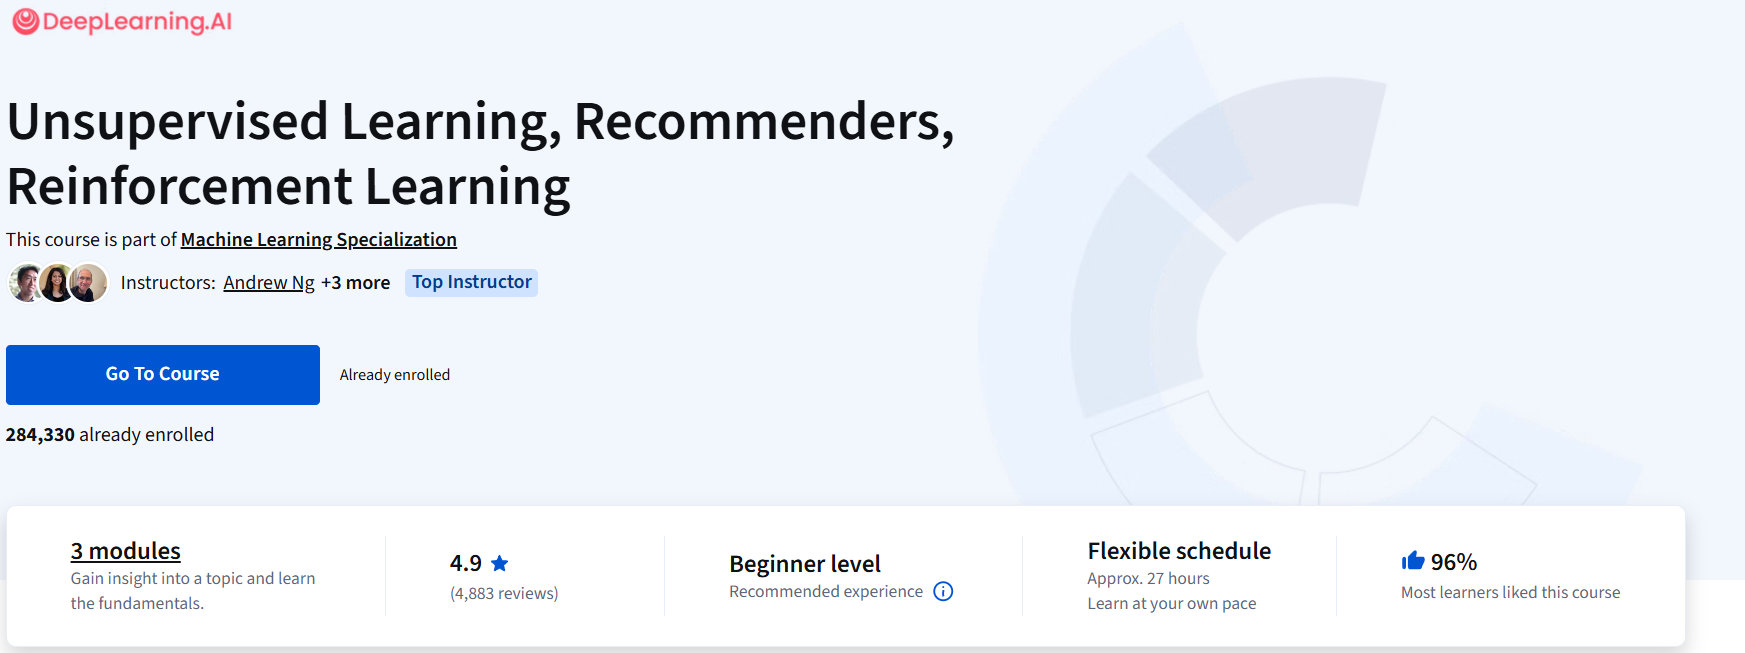 DeepLearning.AI
Unsupervised Learning, Recommenders,
Reinforcement Learning
This course is part of Machine Learning Specialization
Instructors: Andrew Ng +3 more Top Instructor
Go To Course Already enrolled
284,330 already enrolled
3 modules
Gain insight into a topic and learn
the fundamentals.
4.9
(4,883 reviews)
Beginner level
Recommended experience
Flexible schedule
Approx. 27 hours
Learn at your own pace
96%
Most learners liked this course